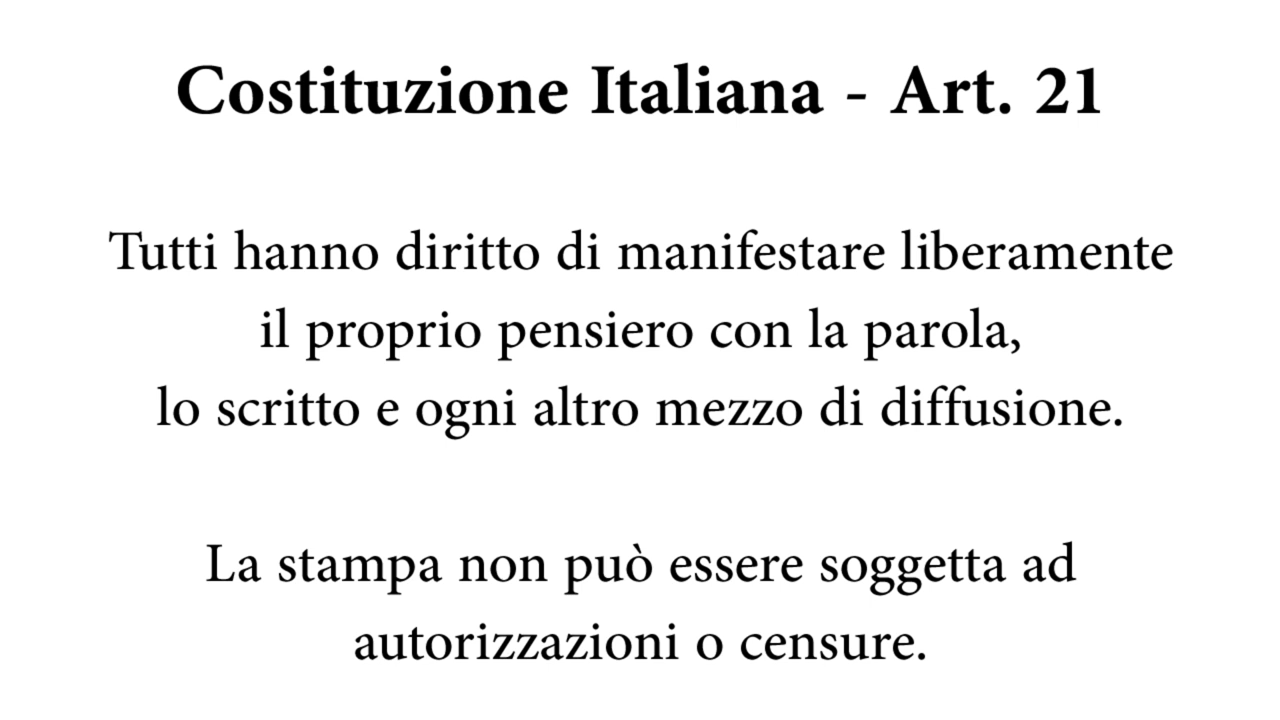 Costituzione Italiana - Art. 21
Tutti hanno diritto di manifestare liberamente
il proprio pensiero con la parola,
lo scritto e ogni altro mezzo di diffusione.
La stampa non può essere soggetta ad
autorizzazioni o censure.